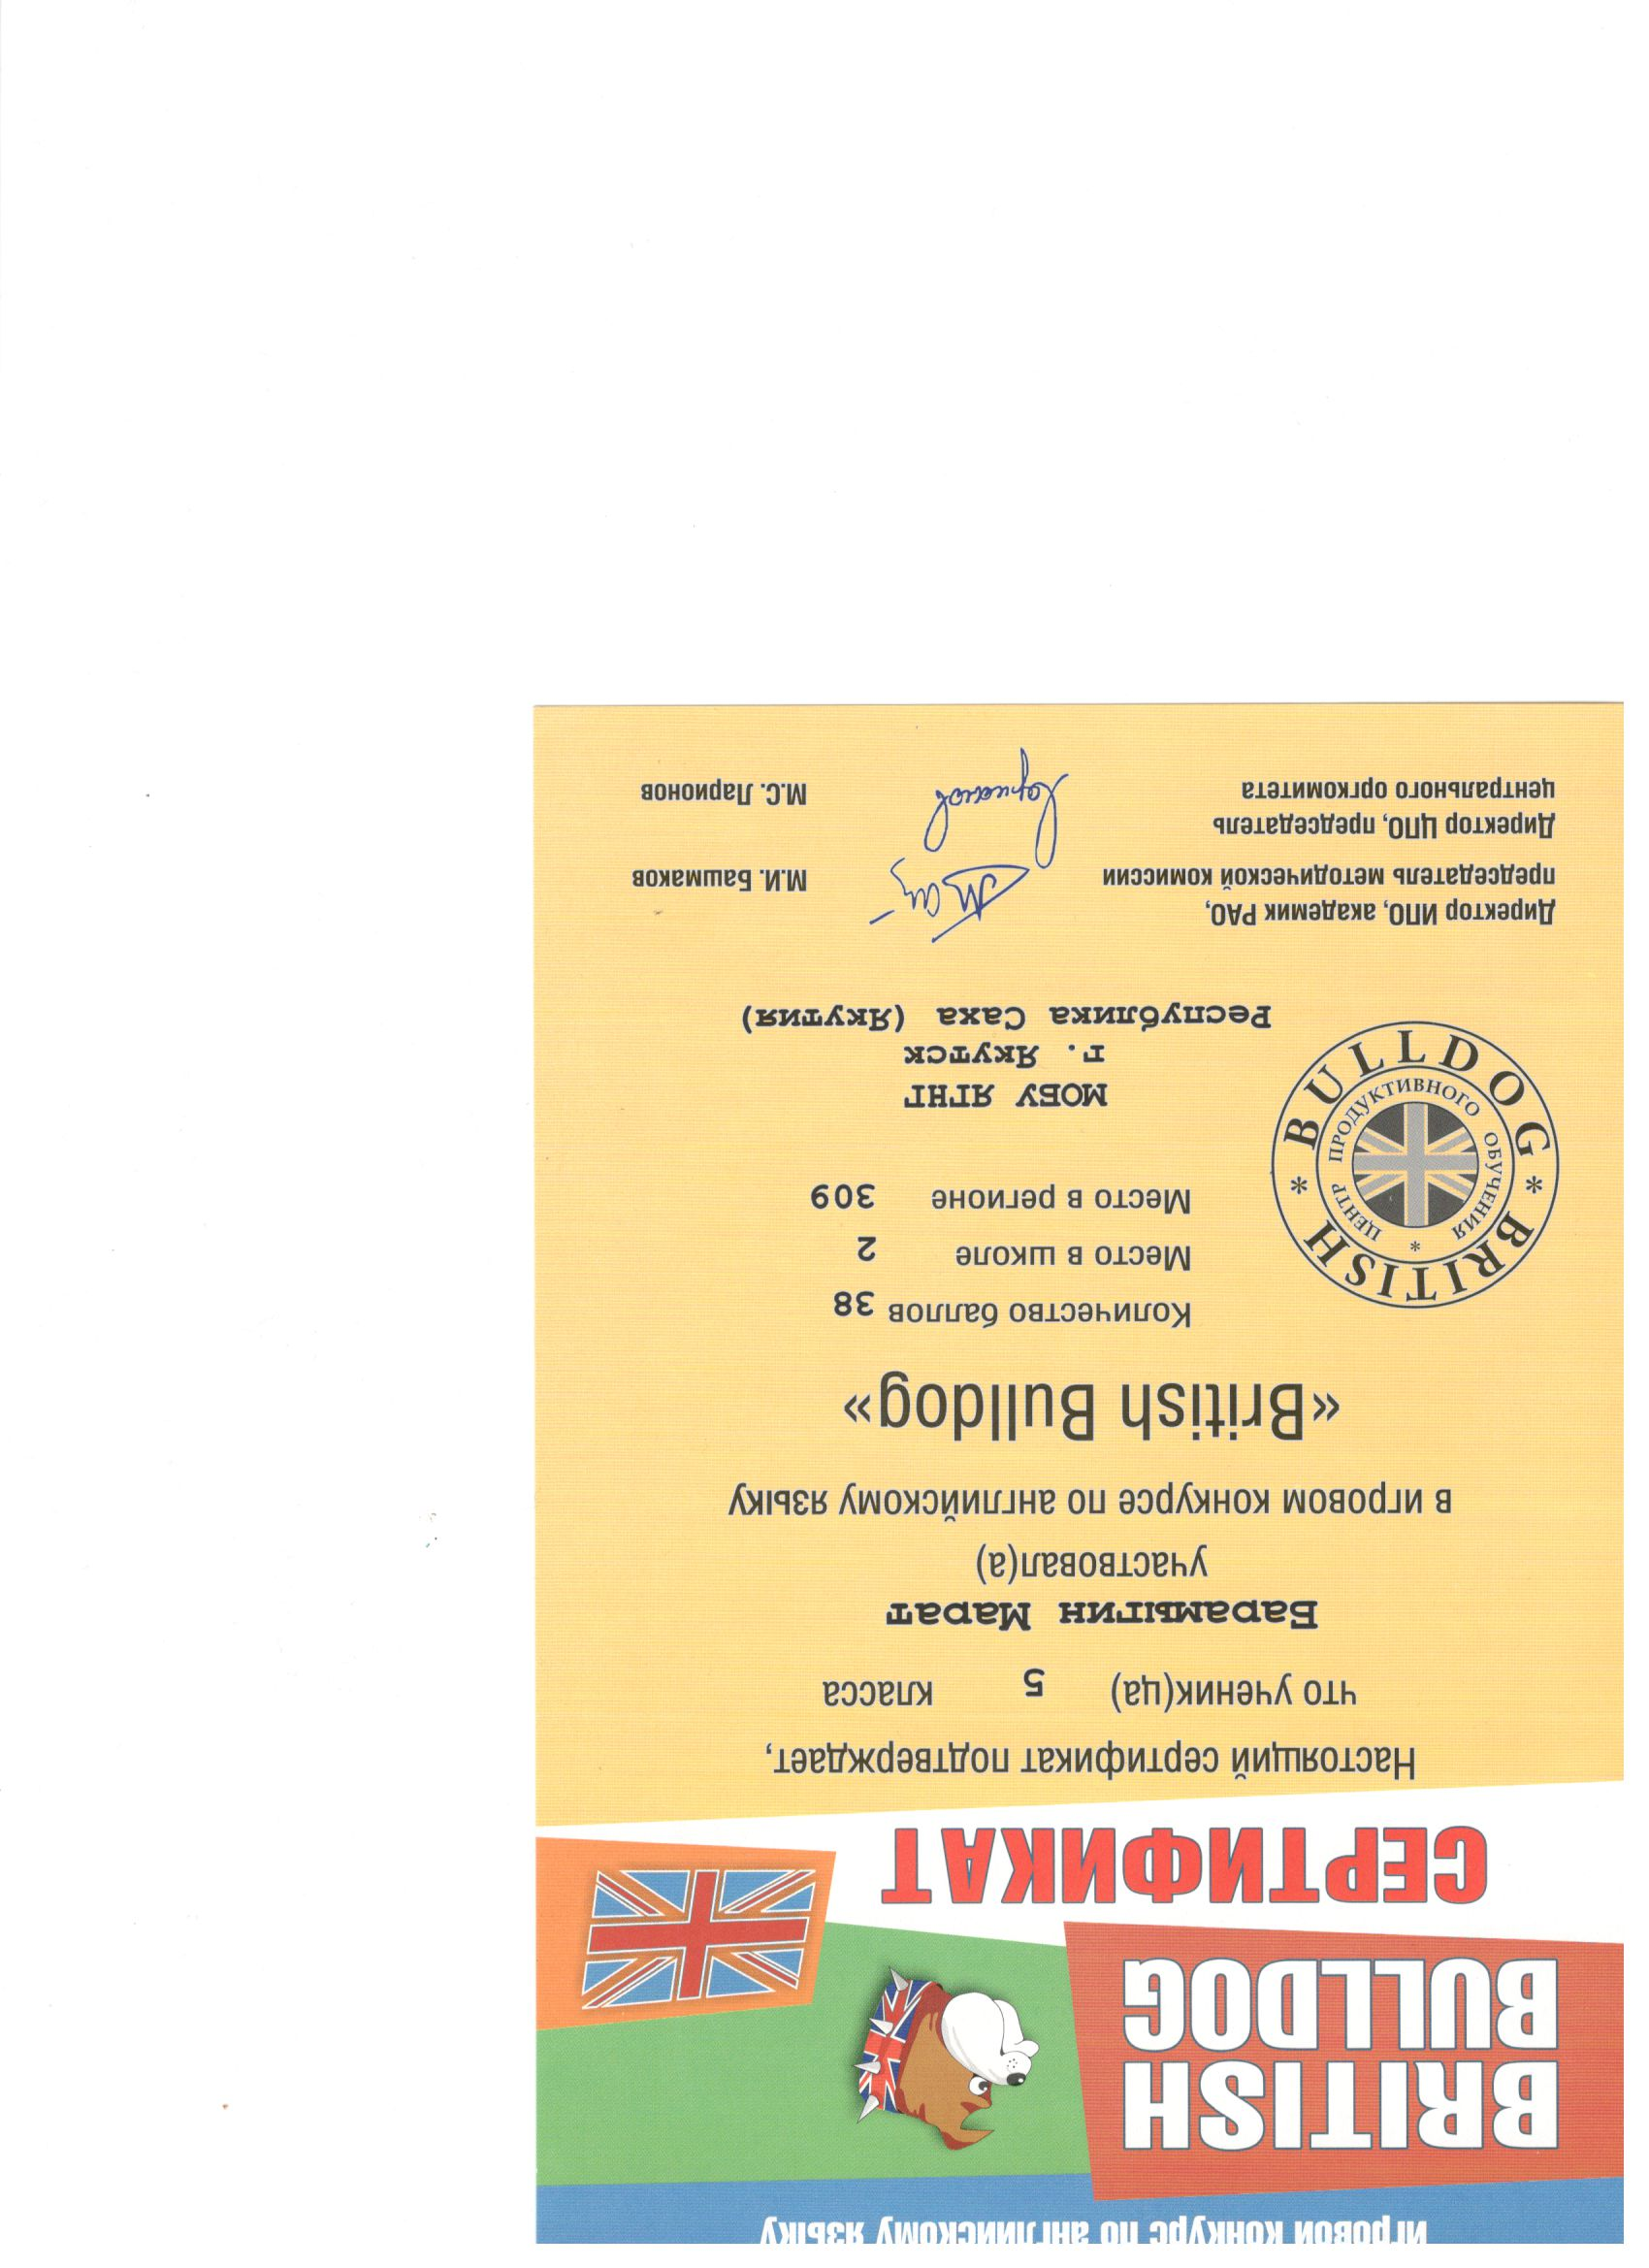 игровой конкурс по английскому языку
BRITISH
BULLDOG
СЕРТИФИКАТ
Настоящий сертификат подтверждает,
что ученик(ца) 5 класса
Барамыгин Марат
участвовал(а)
в игровом конкурсе по английскому языку
«British Bulldog»
Количество баллов 38
Место в школе 2
Место в регионе 309
BRITISH * BULLDOG *
ЦЕНТР ПРОДУКТИВНОГО ОБУЧЕНИЯ *
МОБУ ЯГНГ
г. Якутск
Республика Саха (Якутия)
Директор ИПО, академик РАО,
председатель методической комиссии М.И. Башмаков
Директор ЦПО, председатель
центрального оргкомитета М.С. Ларионов